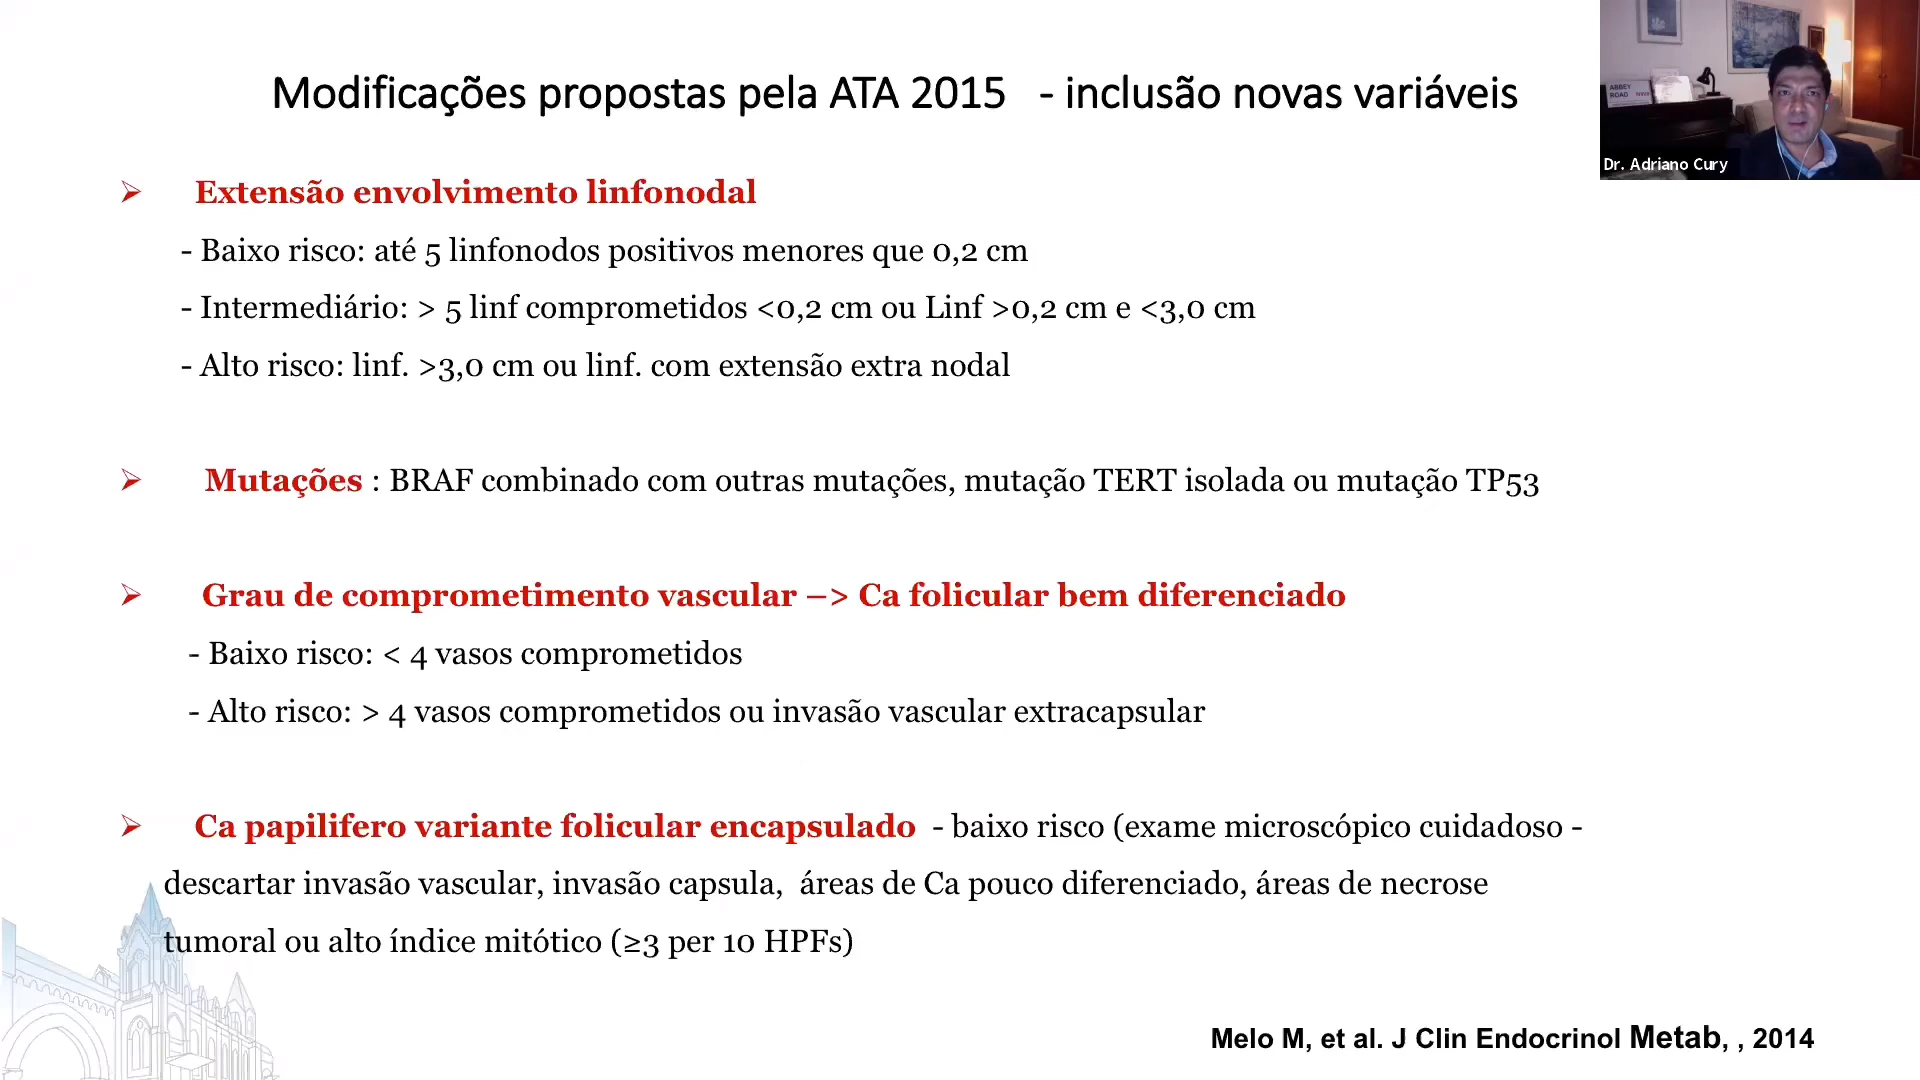 Modificações propostas pela ATA 2015 - inclusão novas variáveis
ABBEY
ROAD
Dr. Adriano Cury
Extensão envolvimento linfonodal
- Baixo risco: até 5 linfonodos positivos menores que 0,2 cm
- Intermediário: > 5 linf comprometidos <0,2 cm ou Linf >0,2 cm e <3,0 cm
- Alto risco: linf. >3,0 cm ou linf. com extensão extra nodal
Mutações : BRAF combinado com outras mutações, mutação TERT isolada ou mutação TP53
Grau de comprometimento vascular –> Ca folicular bem diferenciado
- Baixo risco: < 4 vasos comprometidos
- Alto risco: > 4 vasos comprometidos ou invasão vascular extracapsular
Ca papilifero variante folicular encapsulado - baixo risco (exame microscópico cuidadoso -
descartar invasão vascular, invasão capsula, áreas de Ca pouco diferenciado, áreas de necrose
tumoral ou alto índice mitótico (≥3 per 10 HPFs)
Melo M, et al. J Clin Endocrinol Metab, , 2014